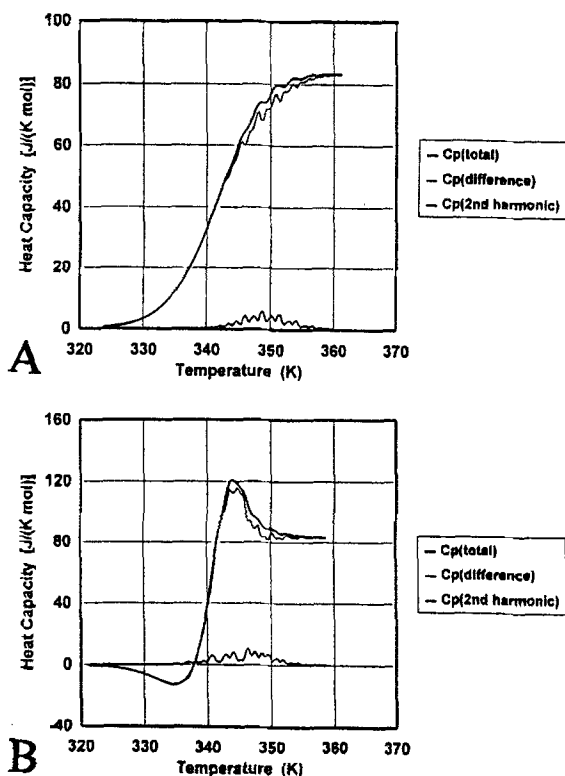 100
80
60
40
20
0
Heat Capacity [J/(K mol)]
320 330 340 350 360 370
Temperature (K)
A
Cp(total)
Cp(difference)
Cp(2nd harmonic)
160
120
80
40
0
-40
Heat Capacity [J/(K mol)]
320 330 340 350 360 370
Temperature (K)
B
Cp(total)
Cp(difference)
Cp(2nd harmonic)